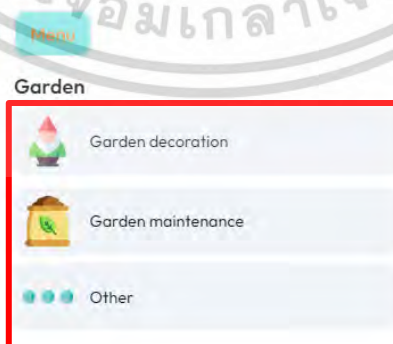 Menu
Garden
Garden decoration
Garden maintenance
Other